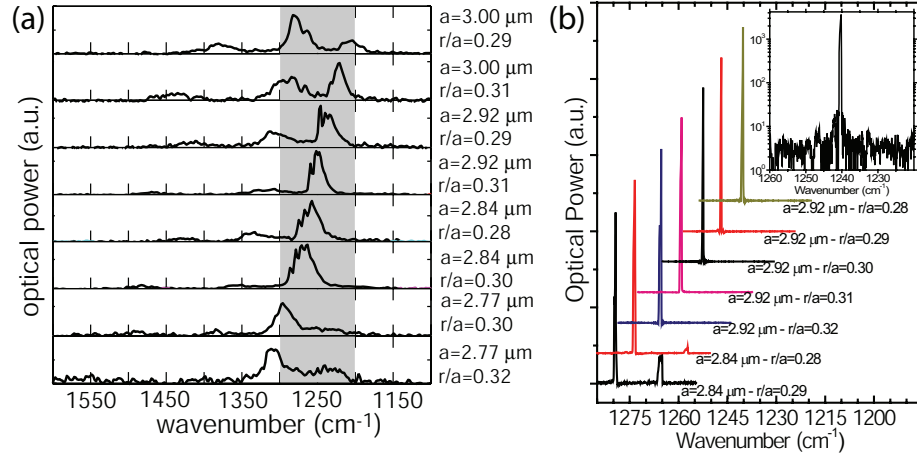 (a)
optical power (a.u.)
a=3.00 µm
r/a=0.29
a=3.00 µm
r/a=0.31
a=2.92 µm
r/a=0.29
a=2.92 µm
r/a=0.31
a=2.84 µm
r/a=0.28
a=2.84 µm
r/a=0.30
a=2.77 µm
r/a=0.30
a=2.77 µm
r/a=0.32
1550 1450 1350 1250 1150
wavenumber (cm-1)
(b)
Optical Power (a.u.)
10³
10²
10¹
10⁰
1260 1250 1240 1230
Wavenumber (cm⁻¹)
a=2.92 µm - r/a=0.28
a=2.92 µm - r/a=0.29
a=2.92 µm - r/a=0.30
a=2.92 µm - r/a=0.31
a=2.92 µm - r/a=0.32
a=2.84 µm - r/a=0.28
a=2.84 µm - r/a=0.29
1275 1260 1245 1230 1215 1200
Wavenumber (cm⁻¹)